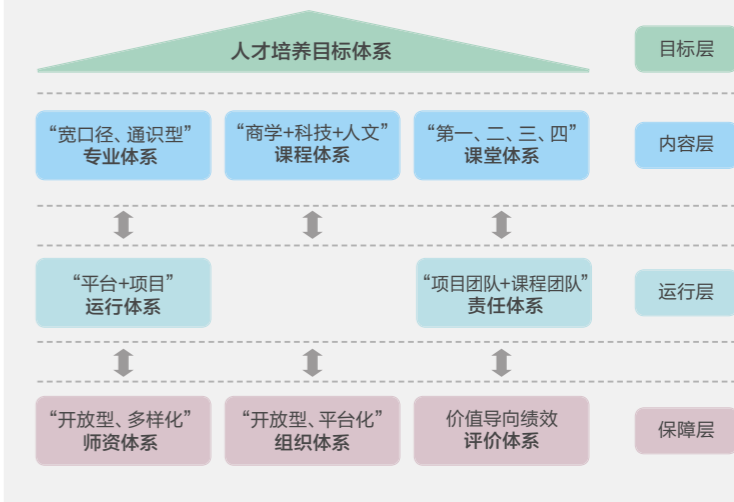 人才培养目标体系
目标层
“宽口径、通识型”
专业体系
“商学+科技+人文”
课程体系
“第一、二、三、四”
课堂体系
内容层
“平台+项目”
运行体系
“项目团队+课程团队”
责任体系
运行层
“开放型、多样化”
师资体系
“开放型、平台化”
组织体系
价值导向绩效
评价体系
保障层